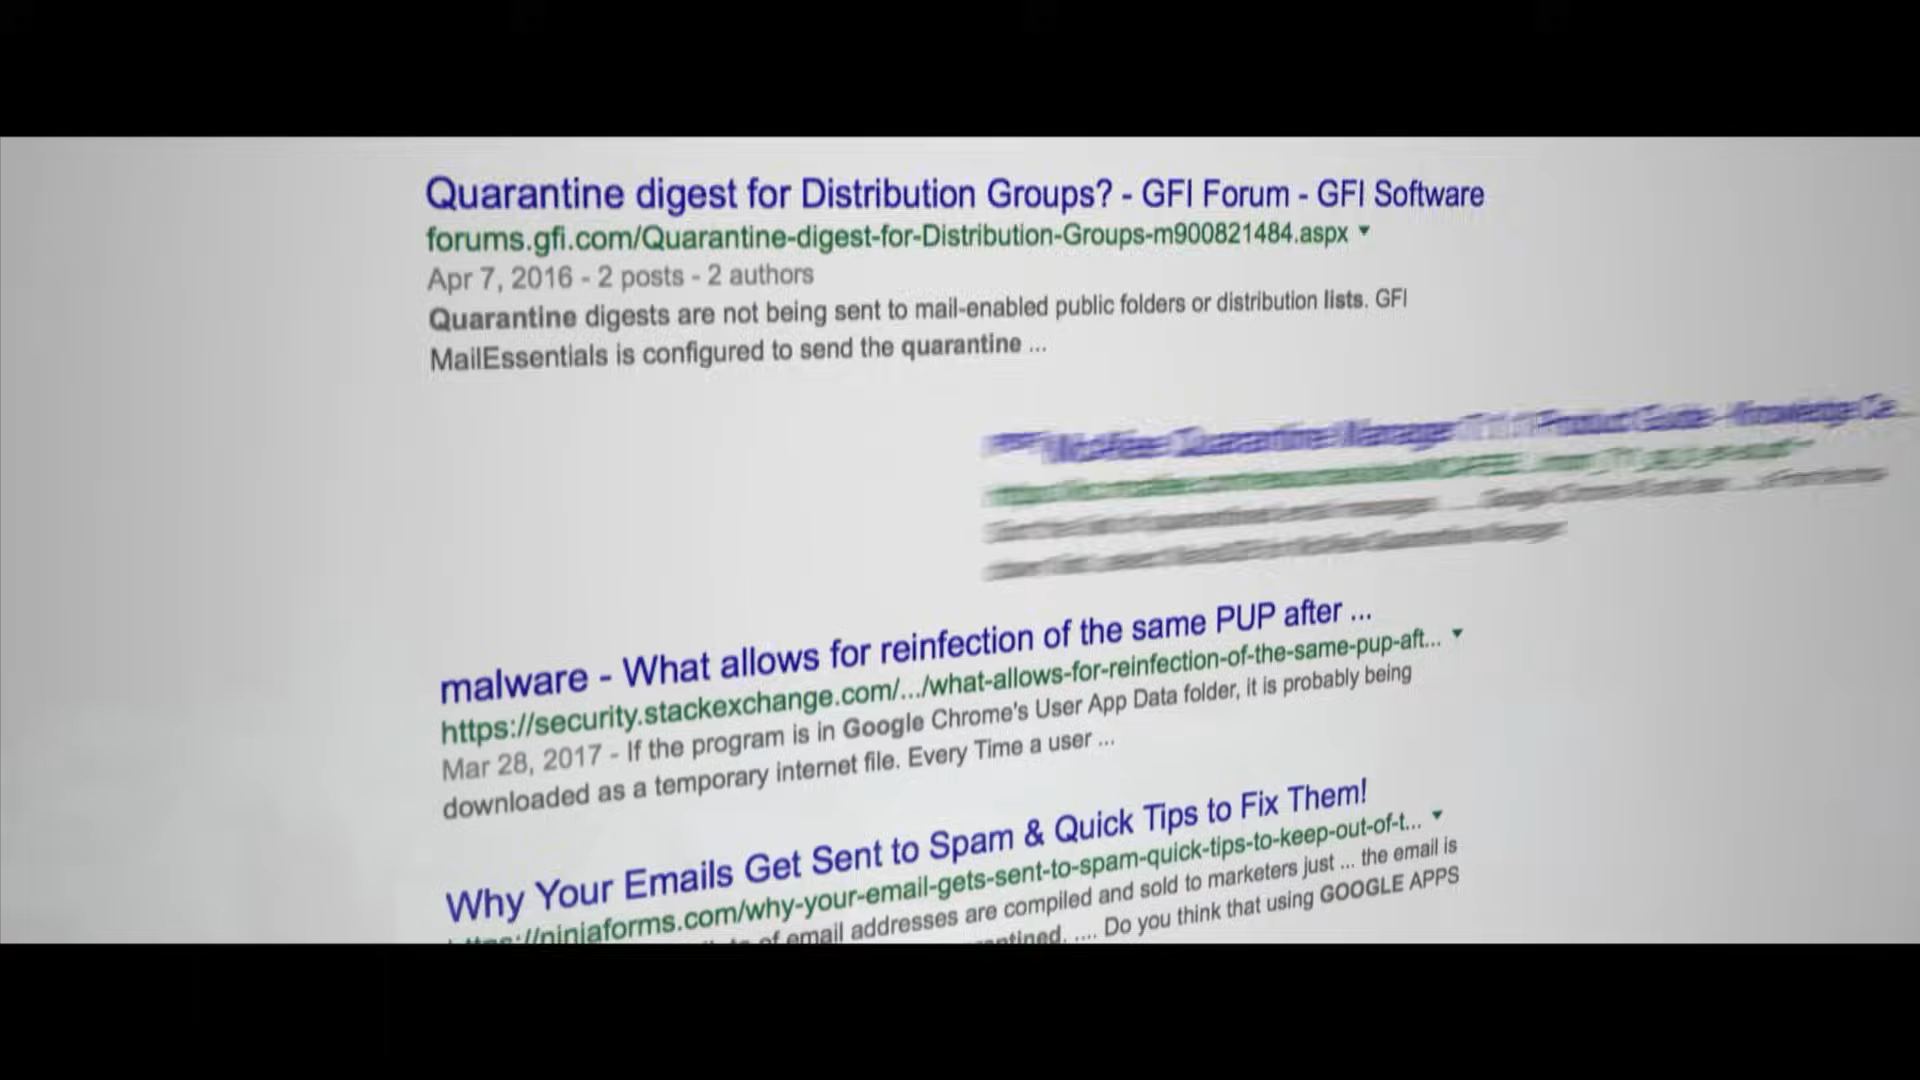 Quarantine digest for Distribution Groups? - GFI Forum - GFI Software
forums.gfi.com/Quarantine-digest-for-Distribution-Groups-m900821484.aspx
Apr 7, 2016 - 2 posts - 2 authors
Quarantine digests are not being sent to mail-enabled public folders or distribution lists. GFI
MailEssentials is configured to send the quarantine ...
McAfee Quarantine Manager Product Guide - Knowledge
malware - What allows for reinfection of the same PUP after ...
https://security.stackexchange.com/.../what-allows-for-reinfection-of-the-same-pup-aft...
Mar 28, 2017 - If the program is in Google Chrome's User App Data folder, it is probably being
downloaded as a temporary internet file. Every Time a user ...
Why Your Emails Get Sent to Spam & Quick Tips to Fix Them!
https://ninjaforms.com/why-your-email-gets-sent-to-spam-quick-tips-to-keep-out-of-t...
of email addresses are compiled and sold to marketers just ... the email is
.... Do you think that using GOOGLE APPS